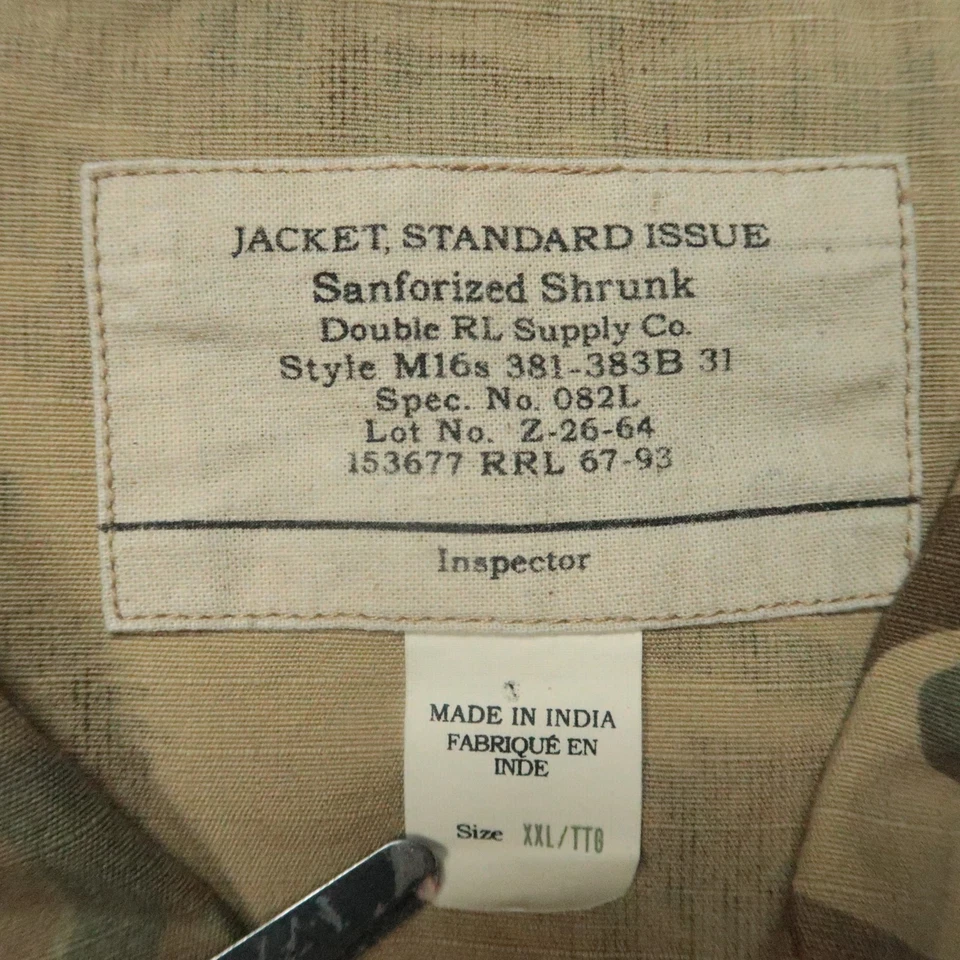 JACKET, STANDARD ISSUE
Sanforized Shrunk
Double RL Supply Co.
Style M16s 381-383B 31
Spec. No. 082L
Lot No. Z-26-64
153677 RRL 67-93
Inspector
MADE IN INDIA
FABRIQUÉ EN
INDE
Size XXL/TTG